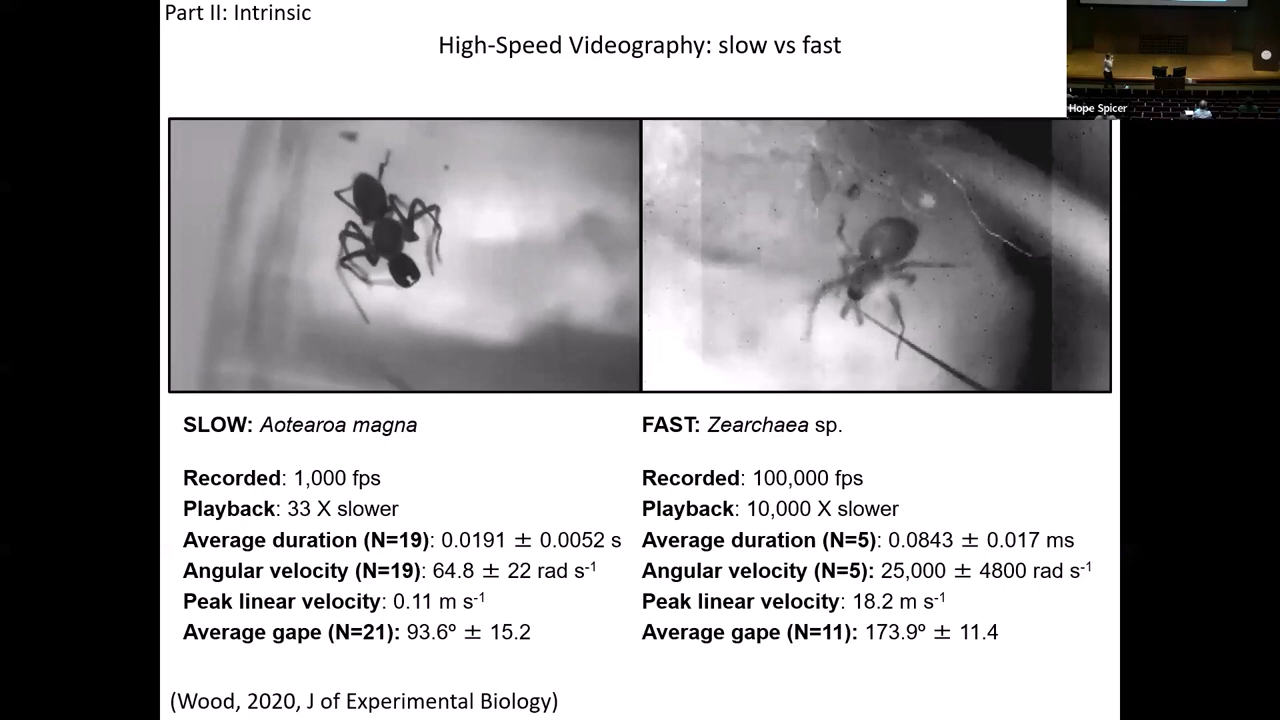 Part II: Intrinsic
High-Speed Videography: slow vs fast
Hope Spicer
SLOW: Aotearoa magna
Recorded: 1,000 fps
Playback: 33 X slower
Average duration (N=19): 0.0191 ± 0.0052 s
Angular velocity (N=19): 64.8 ± 22 rad s⁻¹
Peak linear velocity: 0.11 m s⁻¹
Average gape (N=21): 93.6º ± 15.2
FAST: Zearchaea sp.
Recorded: 100,000 fps
Playback: 10,000 X slower
Average duration (N=5): 0.0843 ± 0.017 ms
Angular velocity (N=5): 25,000 ± 4800 rad s⁻¹
Peak linear velocity: 18.2 m s⁻¹
Average gape (N=11): 173.9º ± 11.4
(Wood, 2020, J of Experimental Biology)